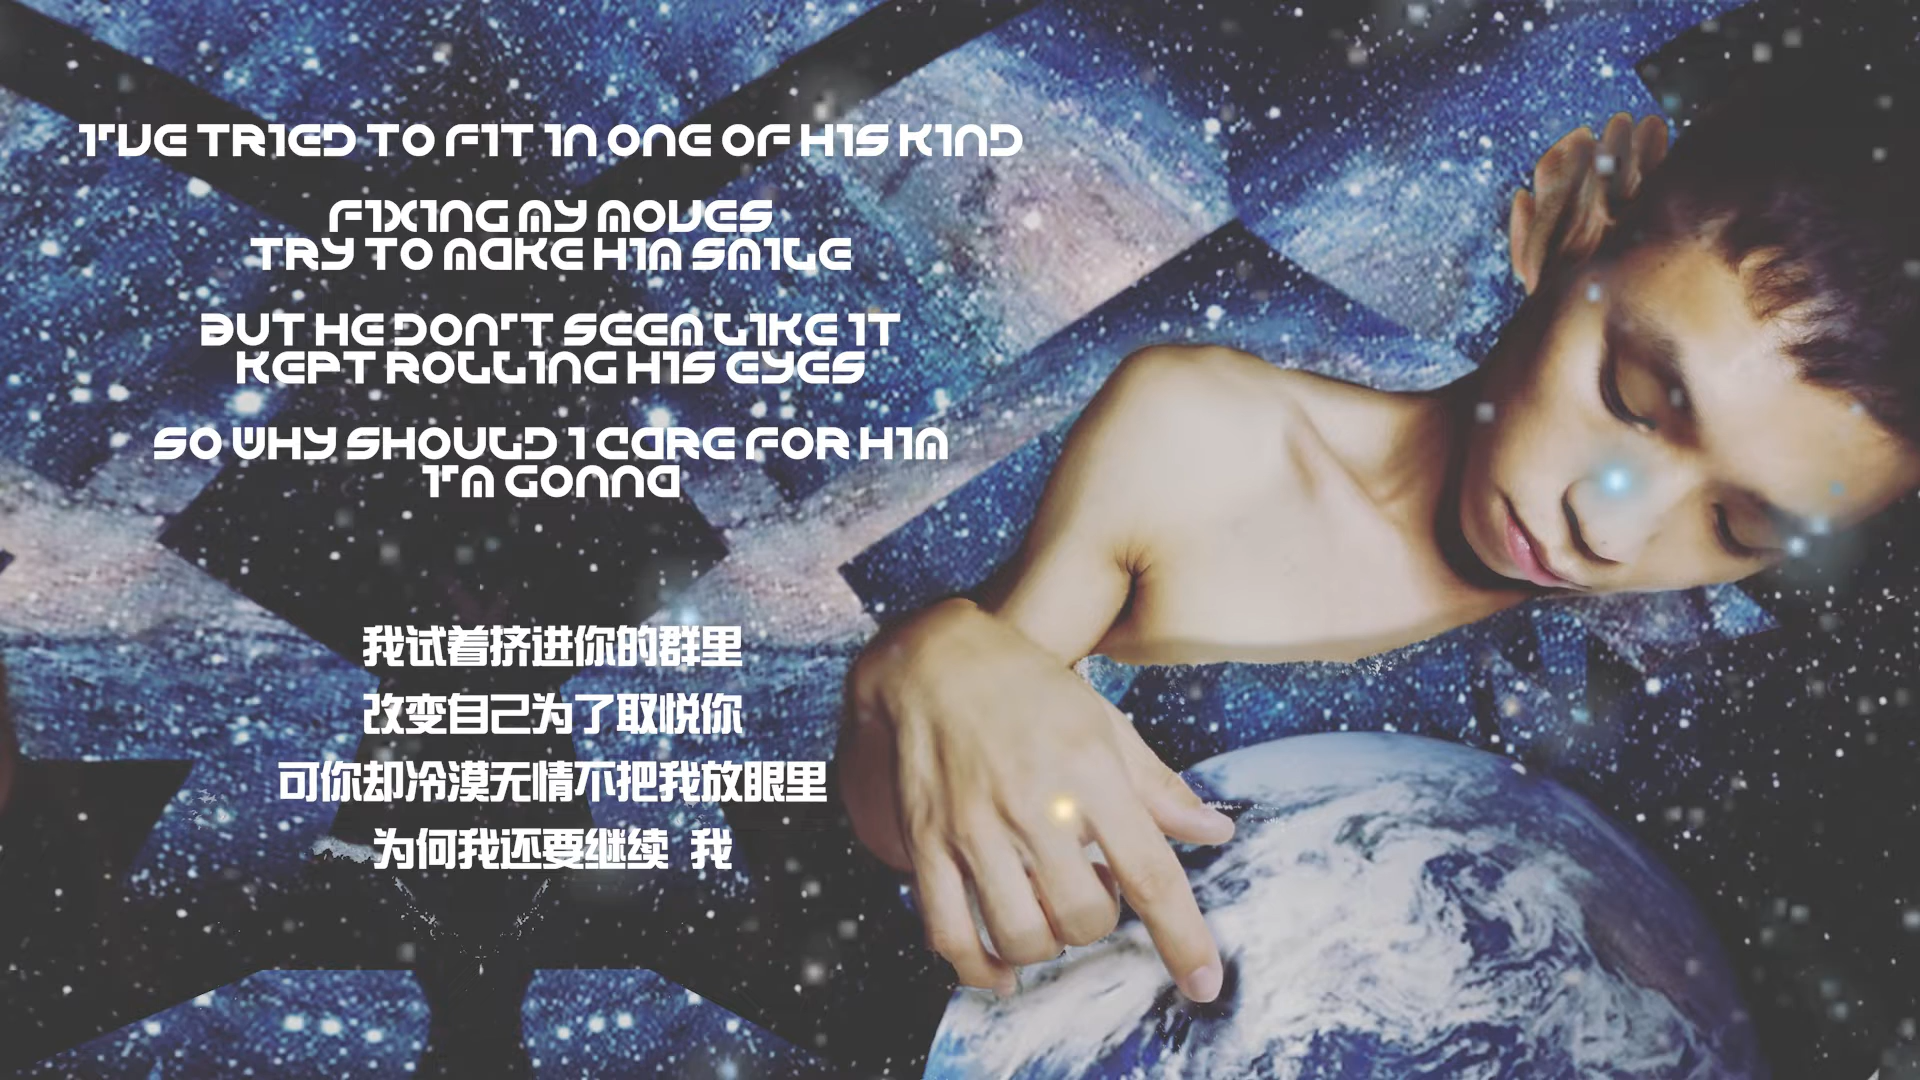 I'VE TRIED TO FIT IN ONE OF HIS KIND
FIXING MY MOVES
TRY TO MAKE HIM SMILE
BUT HE DON'T SEEM LIKE IT
KEPT ROLLING HIS EYES
SO WHY SHOULD I CARE FOR HIM
I'M GONNA
我试着挤进你的群里
改变自己为了取悦你
可你却冷漠无情不把我放眼里
为何我还要继续 我